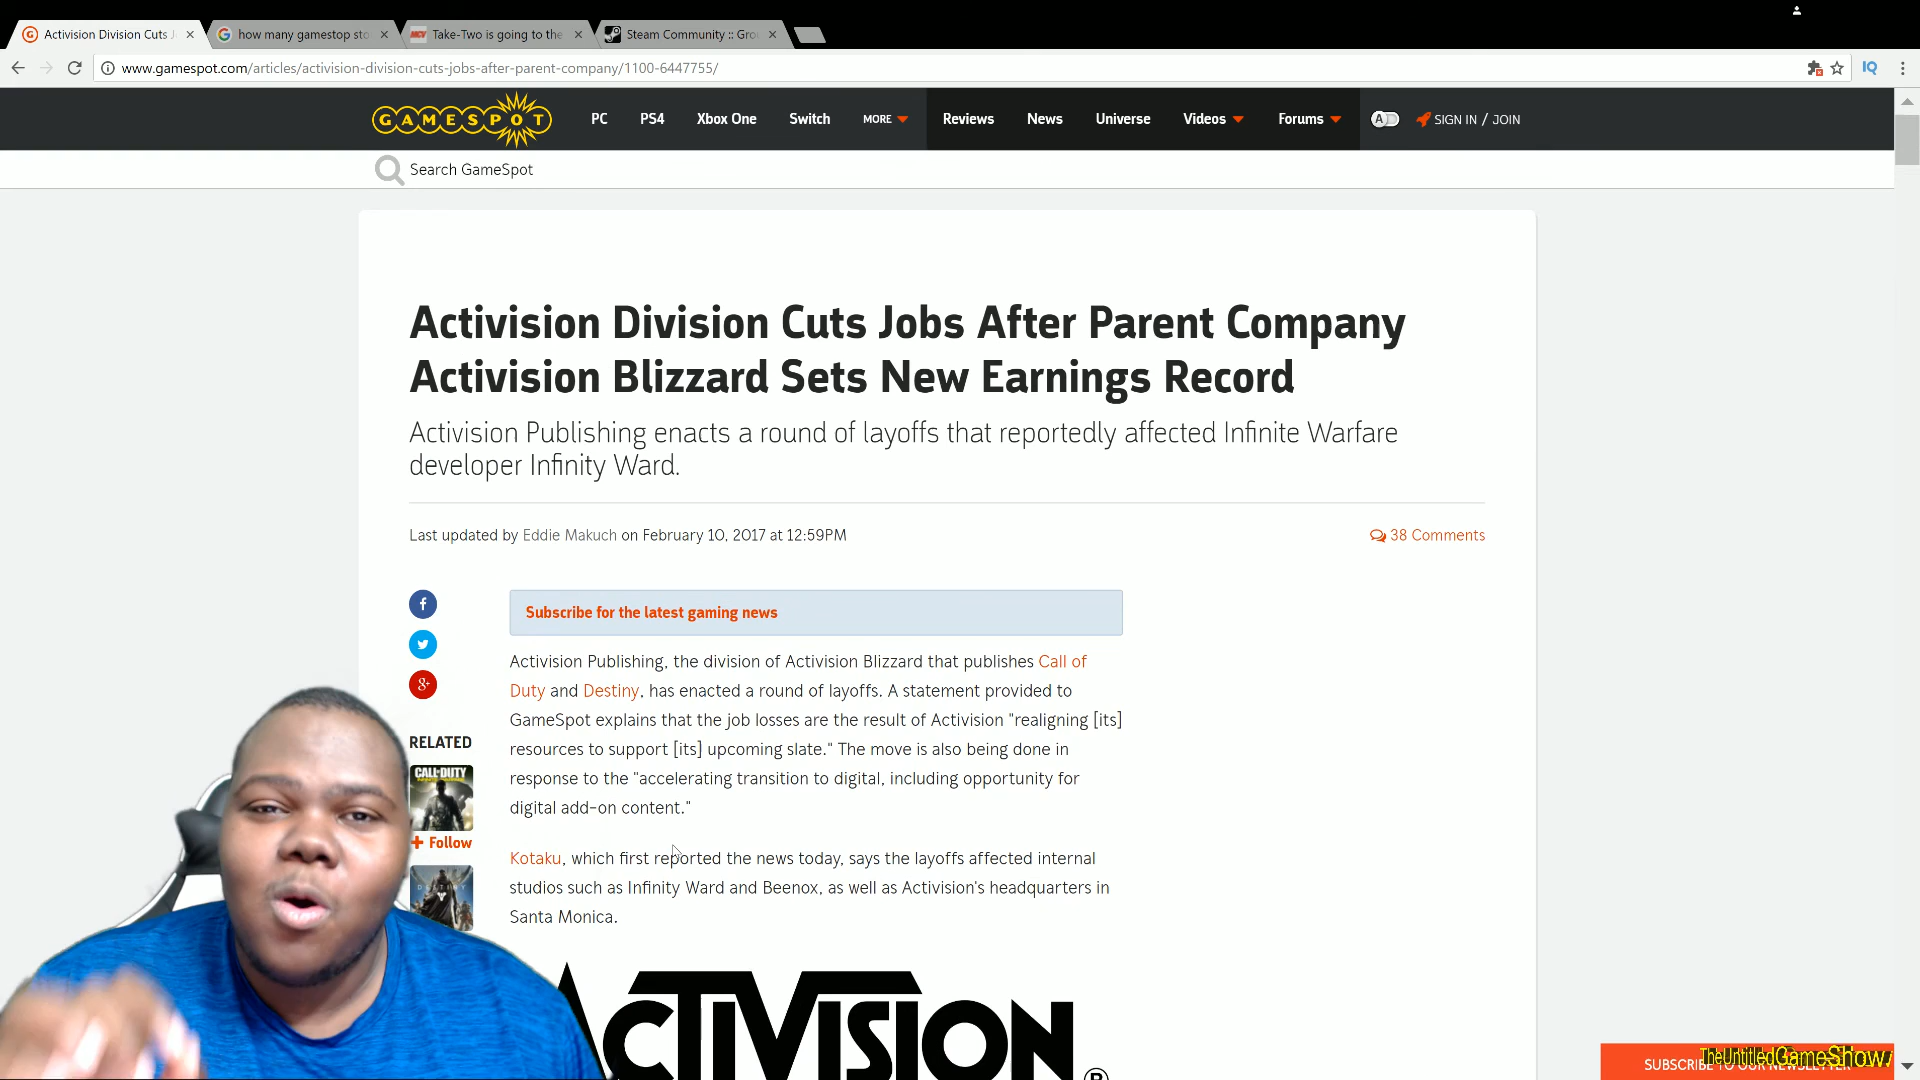 Activision Division Cuts J
how many gamestop sto
Take-Two is going to the
Steam Community :: Gro
www.gamespot.com/articles/activision-division-cuts-jobs-after-parent-company/1100-6447755/
IQ
GAMESPOT
PC
PS4
Xbox One
Switch
MORE
Reviews
News
Universe
Videos
Forums
A
SIGN IN / JOIN
Search GameSpot
Activision Division Cuts Jobs After Parent Company
Activision Blizzard Sets New Earnings Record
Activision Publishing enacts a round of layoffs that reportedly affected Infinite Warfare
developer Infinity Ward.
Last updated by Eddie Makuch on February 10, 2017 at 12:59PM
38 Comments
Subscribe for the latest gaming news
Activision Publishing, the division of Activision Blizzard that publishes Call of
Duty and Destiny, has enacted a round of layoffs. A statement provided to
GameSpot explains that the job losses are the result of Activision "realigning [its]
resources to support [its] upcoming slate." The move is also being done in
response to the "accelerating transition to digital, including opportunity for
digital add-on content."
RELATED
CALL OF DUTY
+ Follow
DESTINY
Kotaku, which first reported the news today, says the layoffs affected internal
studios such as Infinity Ward and Beenox, as well as Activision's headquarters in
Santa Monica.
ACTIVISION®
SUBSCRIBE TO OUR NEWSLETTER
TheUntitledGameShow